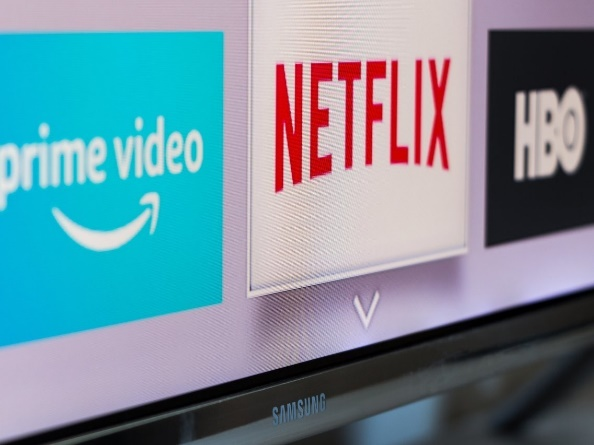 prime video
NETFLIX
HBO
SAMSUNG